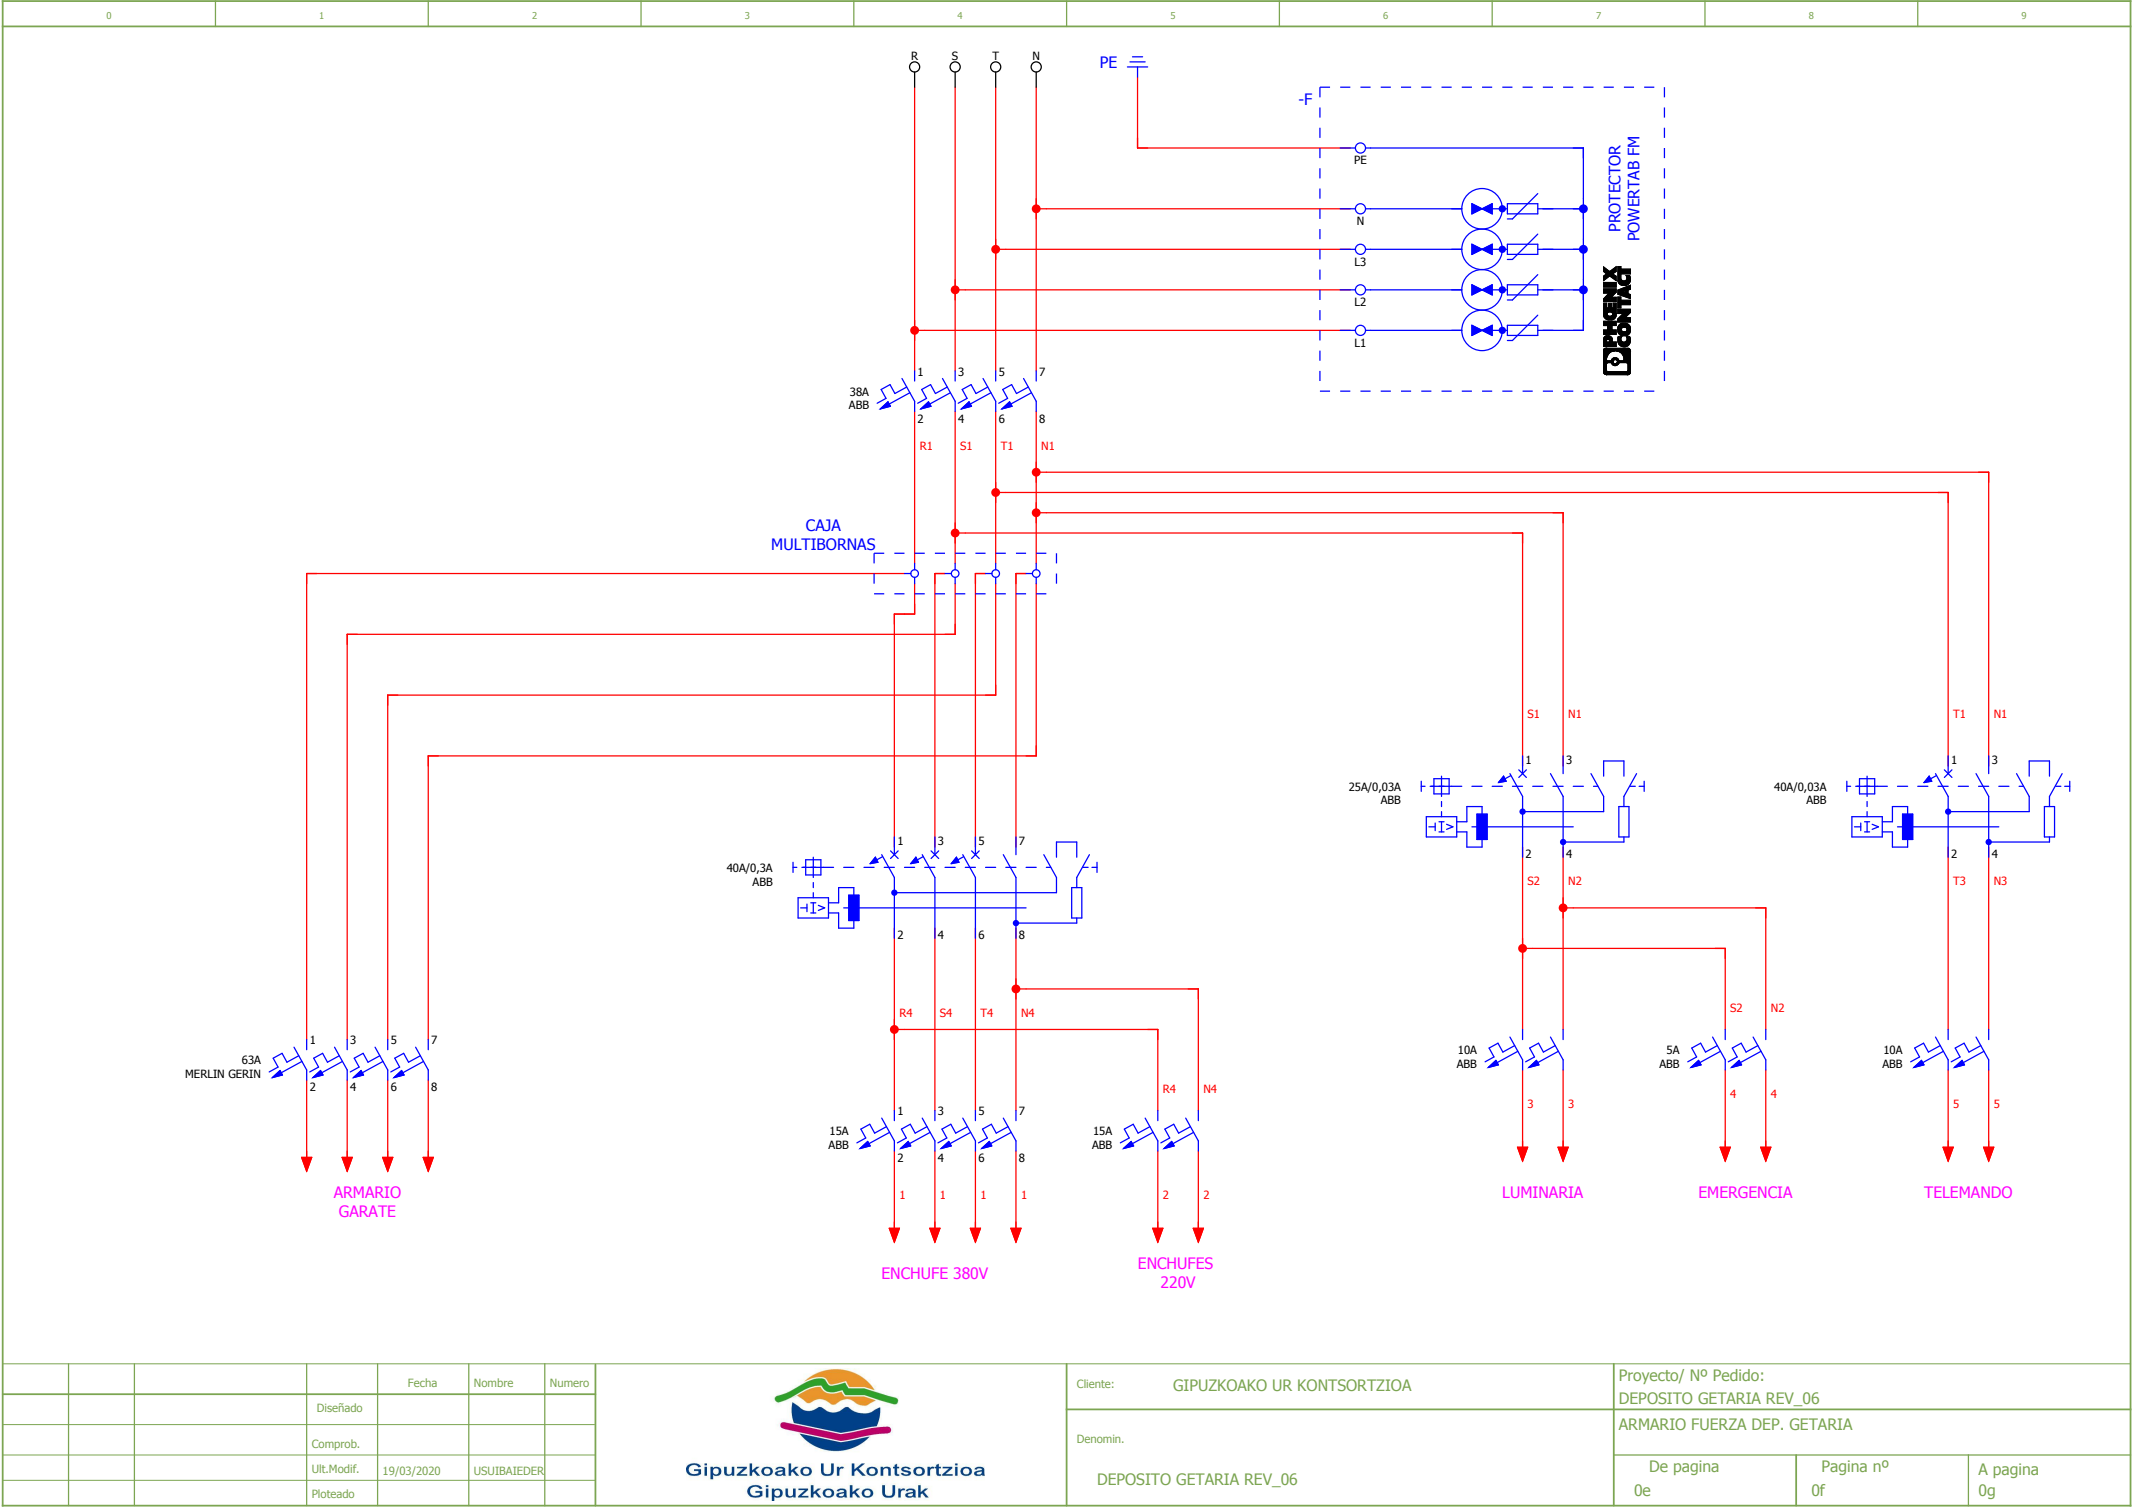 0 1 2 3 4 5 6 7 8 9
R S T N
PE
-F
PE
N
L3
L2
L1
PROTECTOR
POWERTAB FM
PHŒNIX
CONTACT
38A
ABB
1 3 5 7
2 4 6 8
R1 S1 T1 N1
CAJA
MULTIBORNAS
S1 N1
T1 N1
25A/0,03A
ABB
1 3
2 4
S2 N2
40A/0,03A
ABB
1 3
2 4
T3 N3
40A/0,3A
ABB
1 3 5 7
2 4 6 8
R4 S4 T4 N4
S2 N2
63A
MERLIN GERIN
1 3 5 7
2 4 6 8
10A
ABB
3 3
5A
ABB
4 4
10A
ABB
5 5
R4 N4
15A
ABB
1 3 5 7
2 4 6 8
1 1 1 1
15A
ABB
2 2
ARMARIO
GARATE
LUMINARIA
EMERGENCIA
TELEMANDO
ENCHUFE 380V
ENCHUFES
220V
Fecha Nombre Numero
Diseñado
Comprob.
Ult.Modif. 19/03/2020 USUIBAIEDER
Ploteado
Gipuzkoako Ur Kontsortzioa
Gipuzkoako Urak
Cliente: GIPUZKOAKO UR KONTSORTZIOA
Denomin.
DEPOSITO GETARIA REV_06
Proyecto/ Nº Pedido:
DEPOSITO GETARIA REV_06
ARMARIO FUERZA DEP. GETARIA
De pagina Pagina nº A pagina
0e 0f 0g